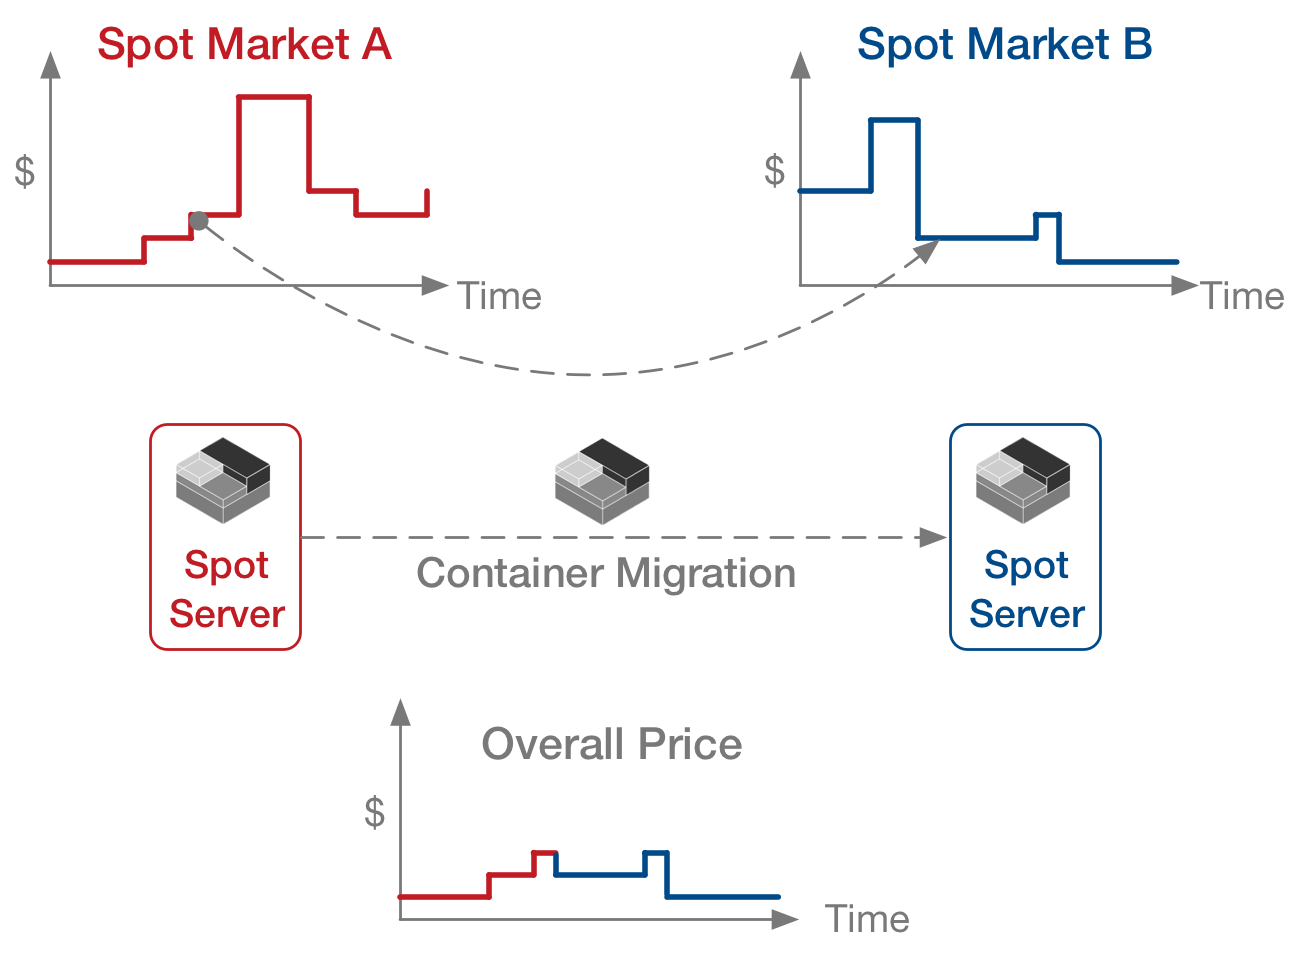 Spot Market A
Spot Market B
$
$
Time
Time
Spot
Server
Container Migration
Spot
Server
Overall Price
$
Time